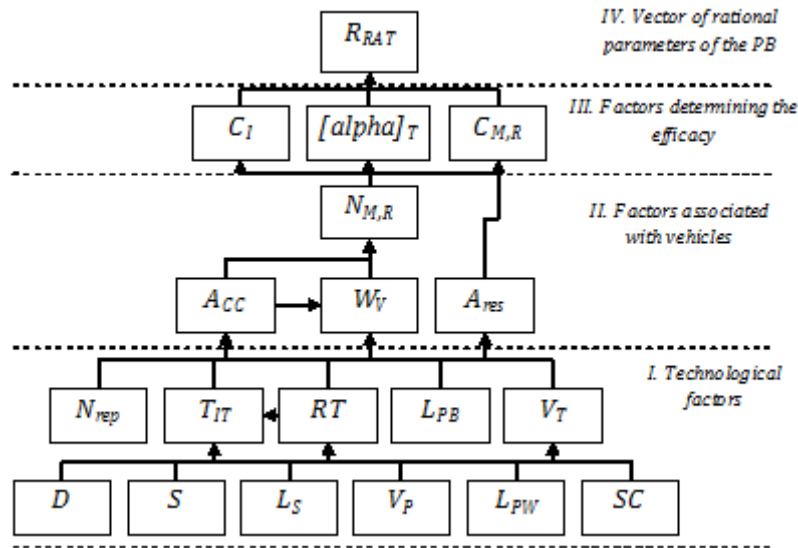 IV. Vector of rational
parameters of the PB
R_RAT
III. Factors determining the
efficacy
C_I [alpha]_T C_M,R
N_M,R
II. Factors associated
with vehicles
A_CC W_V A_res
I. Technological
factors
N_rep T_IT RT L_PB V_T
D S L_S V_P L_PW SC